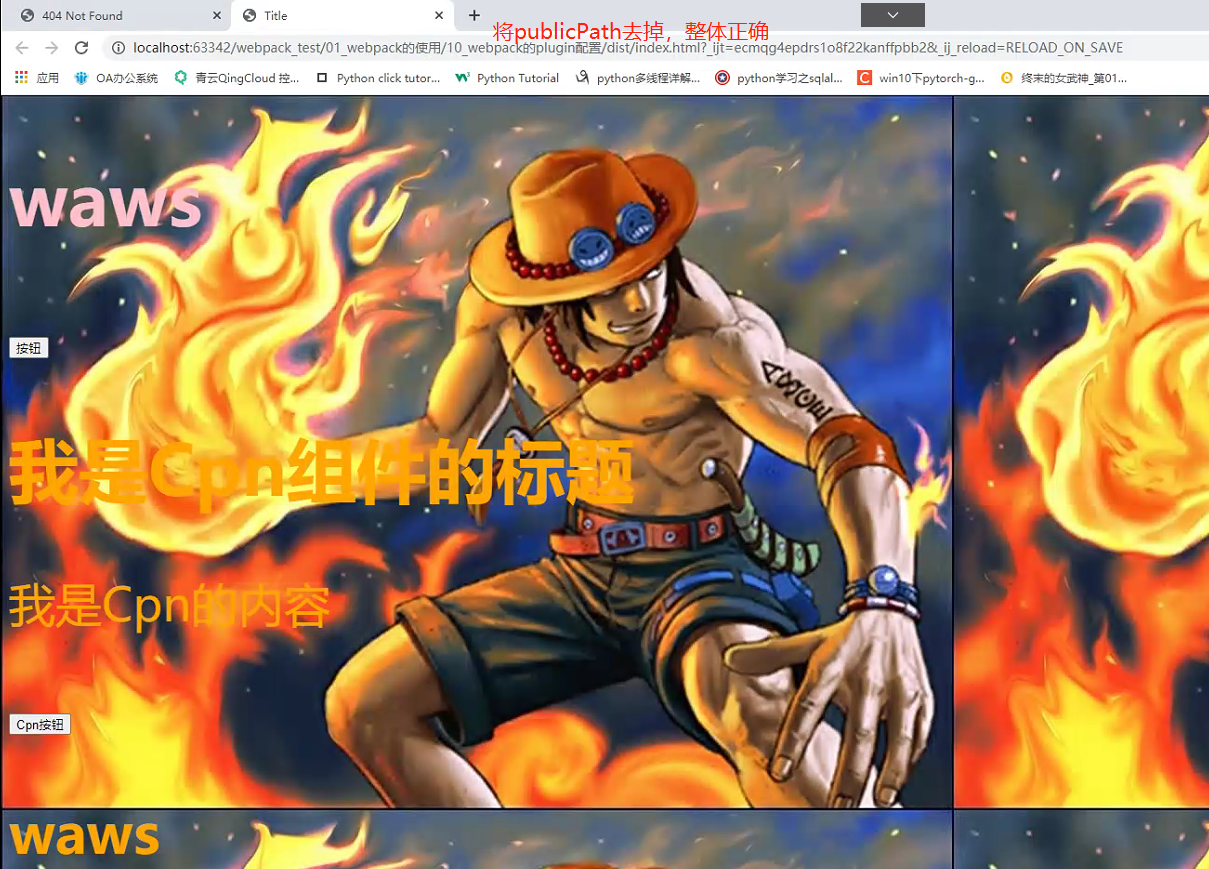 404 Not Found
Title
将publicPath去掉，整体正确
localhost:63342/webpack_test/01_webpack的使用/10_webpack的plugin配置/dist/index.html?_ijt=ecmqg4epdrs1o8f22kanffpbb2&_ij_reload=RELOAD_ON_SAVE
应用 OA办公系统 青云QingCloud 控... Python click tutor... Python Tutorial python多线程详解... python学习之sqlal... win10下pytorch-g... 终末的女武神_第01...
waws
按钮
我是Cpn组件的标题
我是Cpn的内容
Cpn按钮
waws